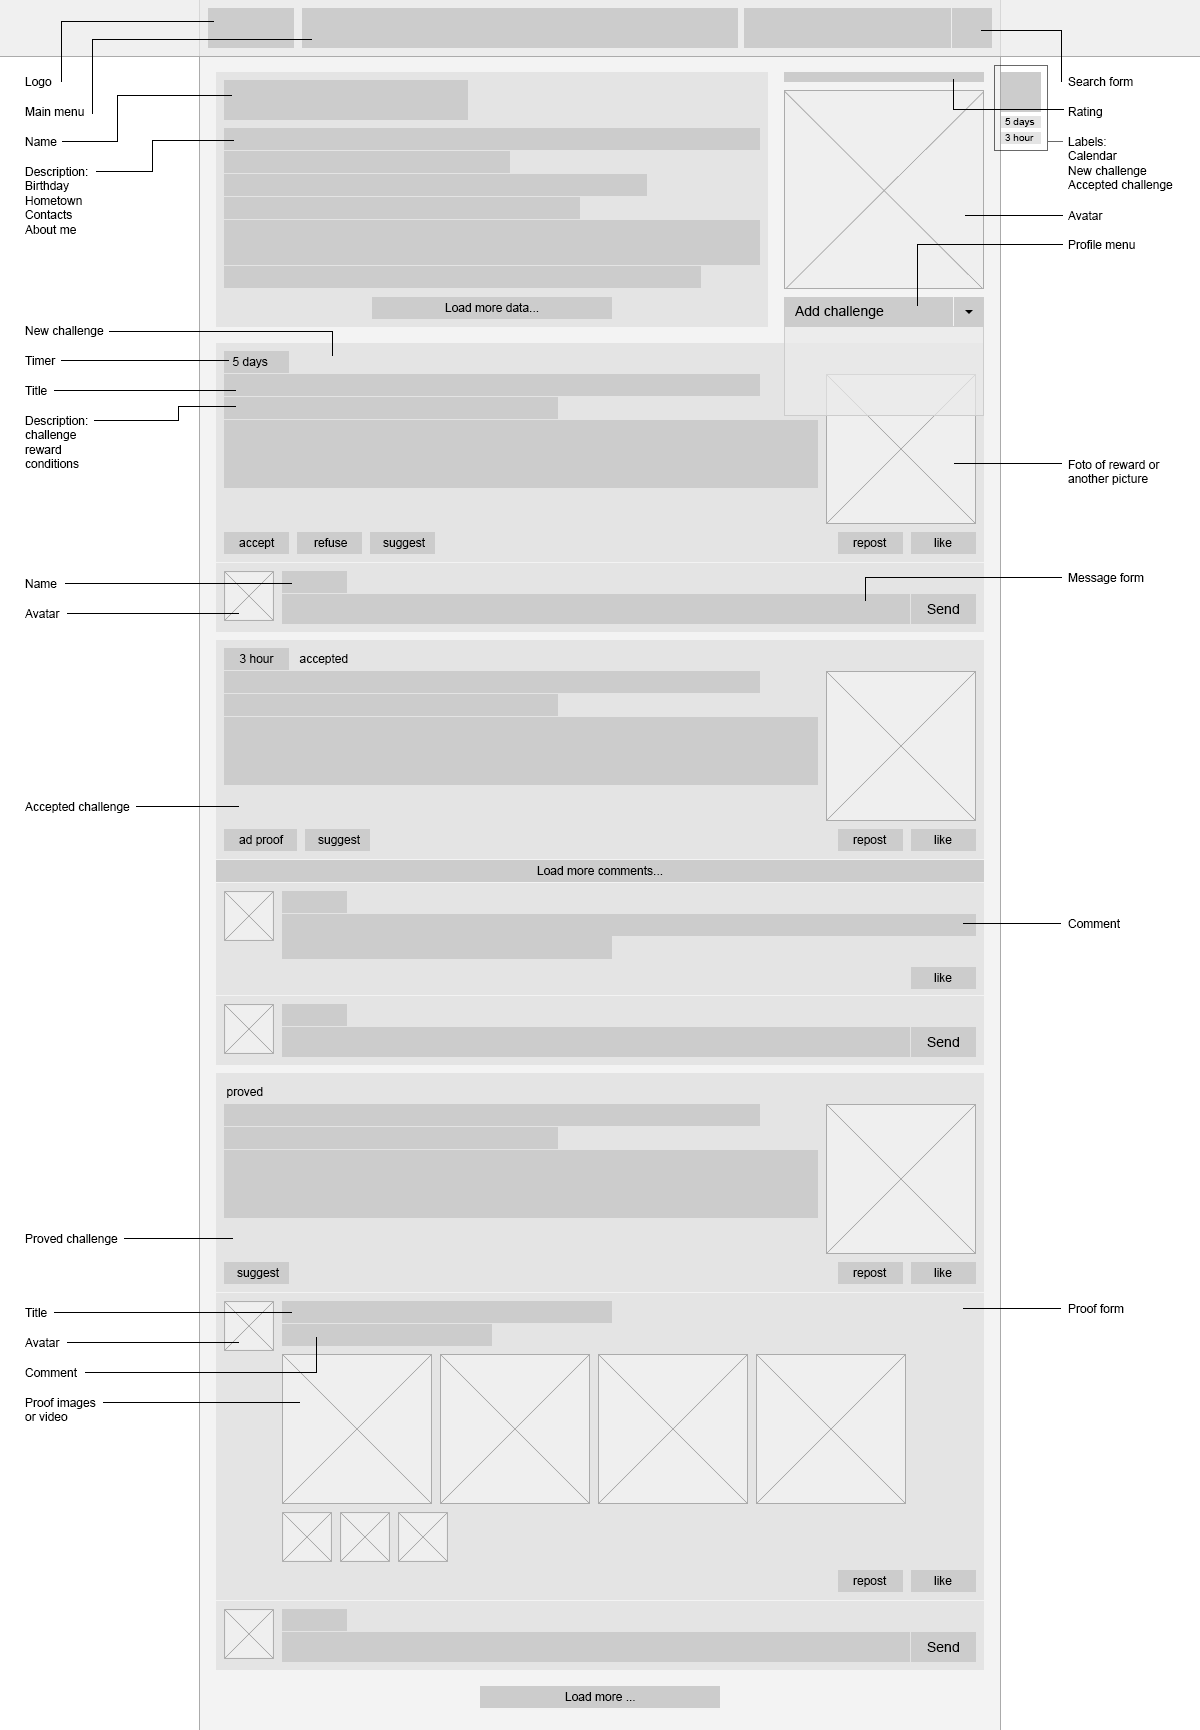 Logo
Search form
Main menu
Rating
5 days
3 hour
Name
Labels:
Calendar
New challenge
Accepted challenge
Description:
Birthday
Hometown
Contacts
About me
Avatar
Profile menu
Load more data...
Add challenge
New challenge
Timer
5 days
Title
Description:
challenge
reward
conditions
Foto of reward or
another picture
accept
refuse
suggest
repost
like
Name
Message form
Avatar
Send
3 hour
accepted
Accepted challenge
ad proof
suggest
repost
like
Load more comments...
Comment
like
Send
proved
Proved challenge
suggest
repost
like
Title
Proof form
Avatar
Comment
Proof images
or video
repost
like
Send
Load more ...